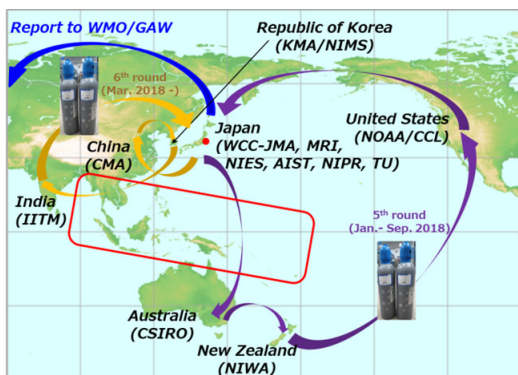 Report to WMO/GAW
Republic of Korea
(KMA/NIMS)
6th round
(Mar. 2018 -)
China
(CMA)
Japan
(WCC-JMA, MRI,
NIES, AIST, NIPR, TU)
United States
(NOAA/CCL)
India
(IITM)
5th round
(Jan.- Sep. 2018)
Australia
(CSIRO)
New Zealand
(NIWA)